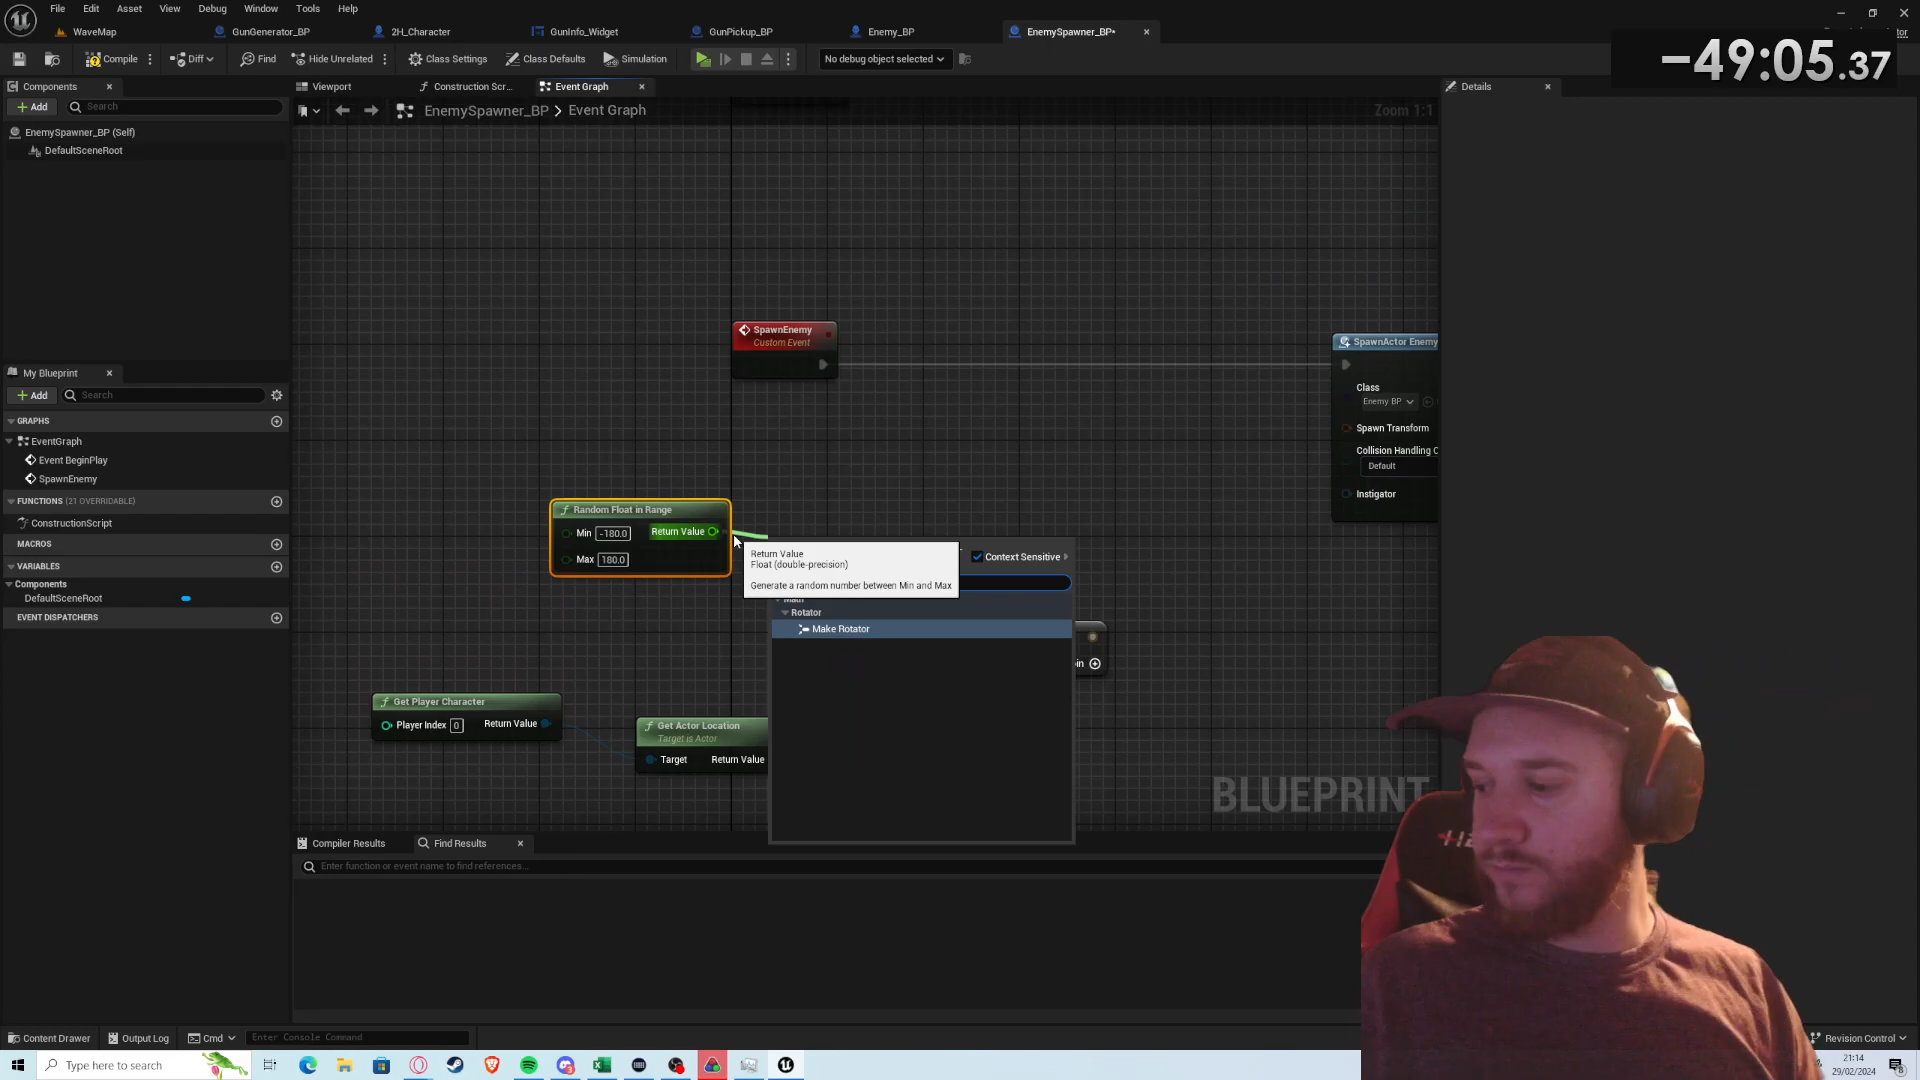 File Edit Asset View Debug Window Tools Help
WaveMap GunGenerator_BP 2H_Character GunInfo_Widget GunPickup_BP Enemy_BP EnemySpawner_BP*
Compile Diff Find Hide Unrelated Class Settings Class Defaults Simulation No debug object selected
-49:05.37
Components Viewport Construction Scr... Event Graph Details
Add Search EnemySpawner_BP > Event Graph Zoom 1:1
EnemySpawner_BP (Self)
DefaultSceneRoot
SpawnEnemy
Custom Event
SpawnActor Enemy
Class
Enemy BP
Spawn Transform
Collision Handling
Default
Instigator
My Blueprint
Add Search
GRAPHS
EventGraph
Event BeginPlay
SpawnEnemy
FUNCTIONS (21 OVERRIDABLE)
ConstructionScript
MACROS
VARIABLES
Components
DefaultSceneRoot
EVENT DISPATCHERS
Random Float in Range
Min -180.0 Return Value
Max 180.0
Return Value
Float (double-precision)
Generate a random number between Min and Max
Context Sensitive
Rotator
Make Rotator
Get Player Character
Player Index 0 Return Value
Get Actor Location
Target is Actor
Target Return Value
BLUEPRINT
Compiler Results Find Results
Enter function or event name to find references...
Content Drawer Output Log Cmd Enter Console Command Revision Control
Type here to search
21:14
29/02/2024